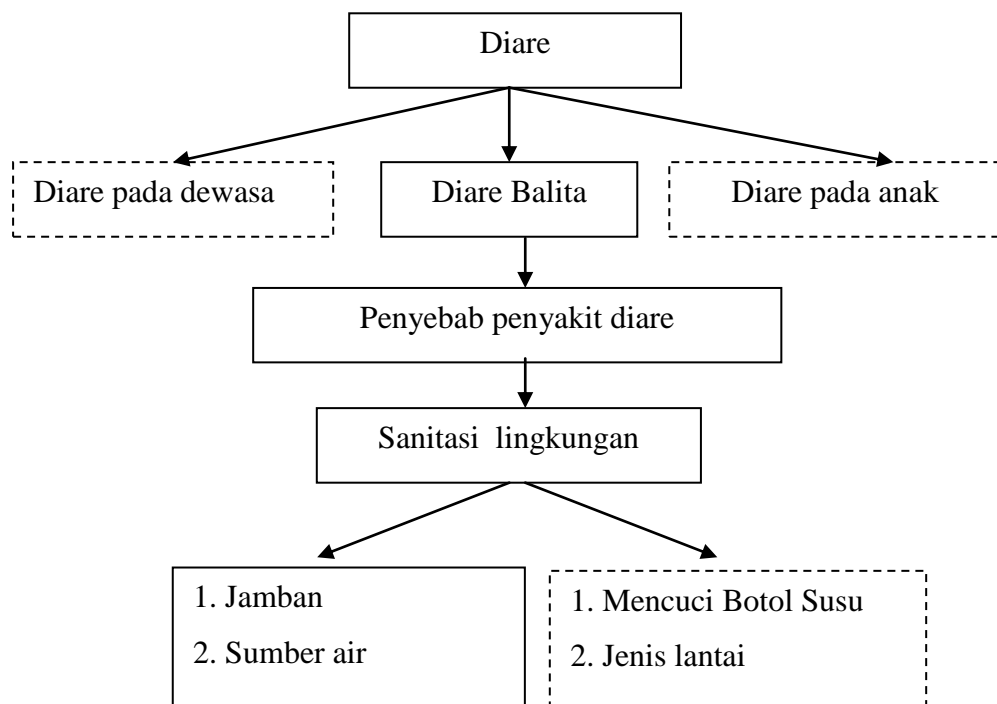 Diare
Diare pada dewasa
Diare Balita
Diare pada anak
Penyebab penyakit diare
Sanitasi lingkungan
1. Jamban
2. Sumber air
1. Mencuci Botol Susu
2. Jenis lantai